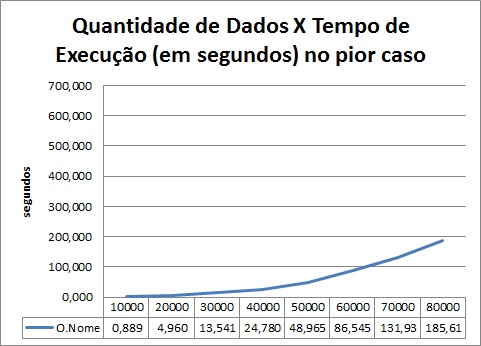 Quantidade de Dados X Tempo de
Execução (em segundos) no pior caso
700,000
600,000
500,000
400,000
300,000
200,000
100,000
0,000
segundos
10000 20000 30000 40000 50000 60000 70000 80000
O.Nome 0,889 4,960 13,541 24,780 48,965 86,545 131,93 185,61